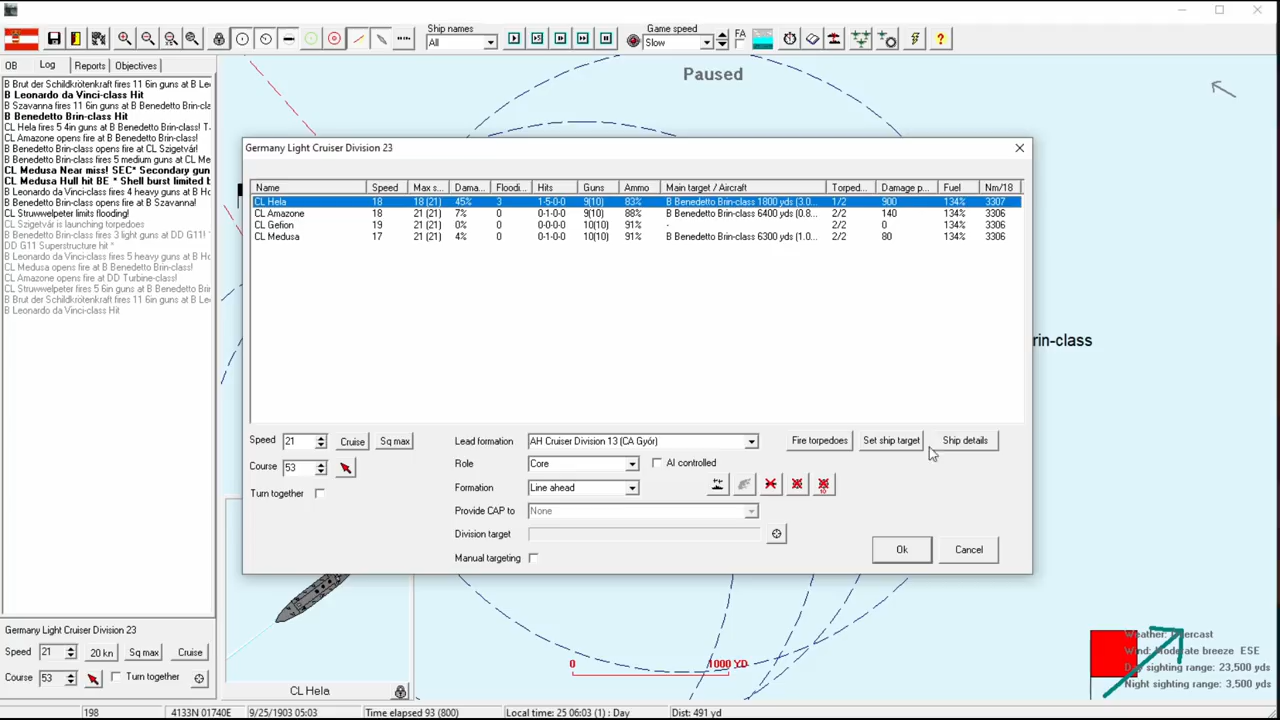 Ship names
All
Game speed
Slow
FA
OB Log Reports Objectives
Paused
B Brut der Schildkrötenkraft fires 11 6in guns at B Le
B Leonardo da Vinci-class Hit
B Szavanna fires 11 6in guns at B Benedetto Brin-cla
B Benedetto Brin-class Hit
CL Hela fires 5 4in guns at B Benedetto Brin-class! T
CL Amazone opens fire at B Benedetto Brin-class!
B Benedetto Brin-class opens fire at CL Szigetvár!
B Benedetto Brin-class fires 5 medium guns at CL Me
CL Medusa Near miss! SEC* Secondary gun
CL Medusa Hull hit BE * Shell burst limited b
B Leonardo da Vinci-class fires 4 heavy guns at B Ho
B Benedetto Brin-class opens fire at B Szavanna!
CL Struwwelpeter limits flooding!
CL Szigetvár is launching torpedoes
B Benedetto Brin-class fires 3 light guns at DD G11!
DD G11 Superstructure hit *
B Leonardo da Vinci-class fires 5 heavy guns at B Ho
CL Medusa opens fire at B Benedetto Brin-class!
CL Amazone opens fire at DD Turbine-class!
CL Struwwelpeter fires 5 6in guns at B Benedetto Brin
B Brut der Schildkrötenkraft fires 11 6in guns at B Le
B Leonardo da Vinci-class Hit
Germany Light Cruiser Division 23
Name Speed Max s... Dama... Floodi... Hits Guns Ammo Main target / Aircraft Torped... Damage p... Fuel Nm/18
CL Hela 18 18 (21) 45% 3 1-5-0-0 9(10) 83% B Benedetto Brin-class 1800 yds (3.0... 1/2 900 134% 3307
CL Amazone 18 21 (21) 7% 0 0-1-0-0 9(10) 88% B Benedetto Brin-class 6400 yds (0.8... 2/2 140 134% 3306
CL Gefion 19 21 (21) 0% 0 0-0-0-0 10(10) 91% - 2/2 0 134% 3306
CL Medusa 17 21 (21) 4% 0 0-1-0-0 10(10) 91% B Benedetto Brin-class 6300 yds (1.0... 2/2 80 134% 3306
Speed 21 Cruise Sq max
Course 53
Turn together
Lead formation AH Cruiser Division 13 (CA Györ)
Role Core AI controlled
Formation Line ahead
Provide CAP to None
Division target
Manual targeting
Fire torpedoes Set ship target Ship details
Ok Cancel
rin-class
Germany Light Cruiser Division 23
Speed 21 20 kn Sq max Cruise
Course 53 Turn together
CL Hela
0 1000 YD
Weather: Overcast
Wind: Moderate breeze ESE
Day sighting range: 23,500 yds
Night sighting range: 3,500 yds
198 4133N 01740E 9/25/1903 05:03 Time elapsed 93 (800) Local time: 25 06:03 (1) : Day Dist: 491 yd